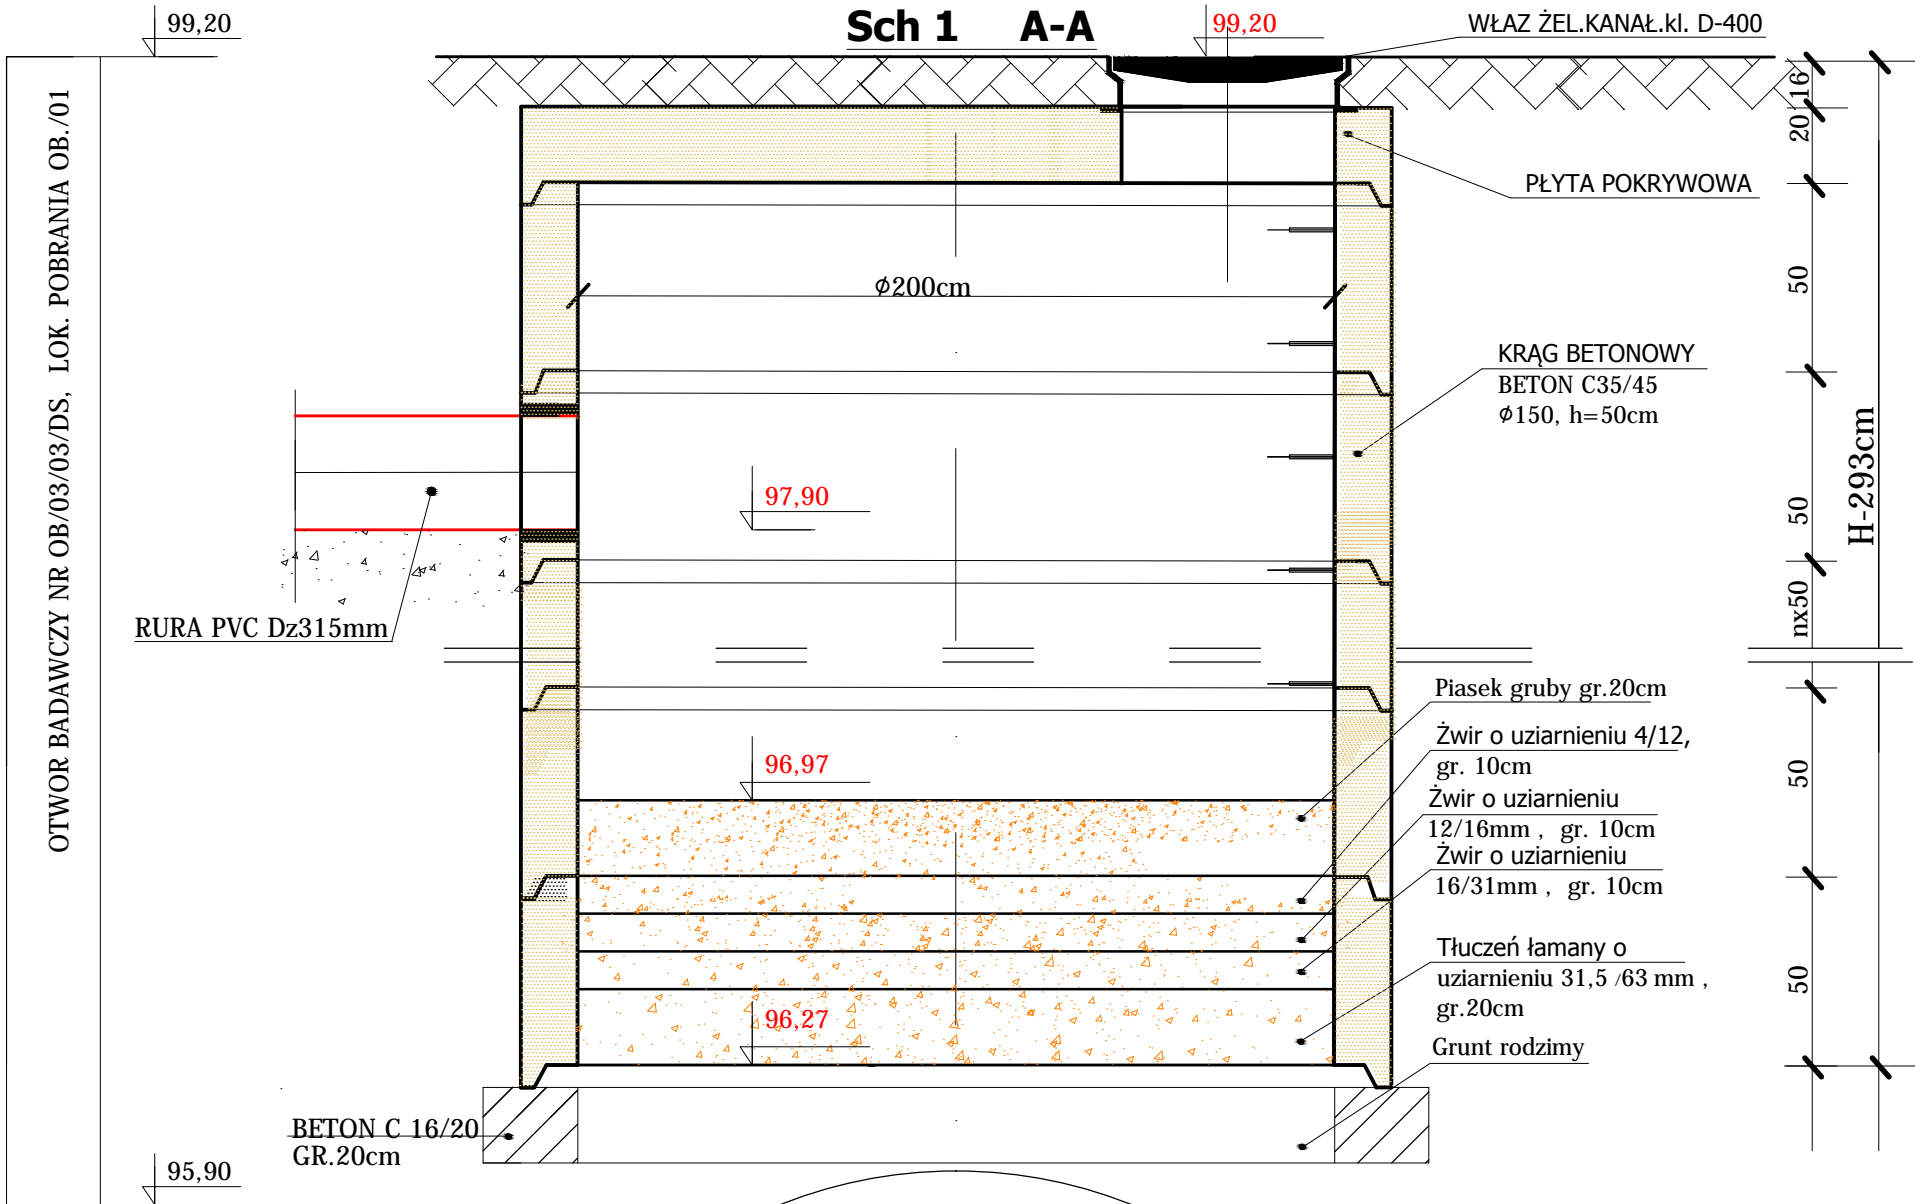 99,20
Sch 1 A-A
99,20
WŁAZ ŻEL.KANAŁ.kl. D-400
OTWOR BADAWCZY NR OB/03/03/DS, LOK. POBRANIA OB./01
16
20
PŁYTA POKRYWOWA
50
ϕ200cm
KRĄG BETONOWY
BETON C35/45
ϕ150, h=50cm
H-293cm
97,90
50
RURA PVC Dz315mm
nx50
Piasek gruby gr.20cm
Żwir o uziarnieniu 4/12,
gr. 10cm
96,97
50
Żwir o uziarnieniu
12/16mm , gr. 10cm
Żwir o uziarnieniu
16/31mm , gr. 10cm
Tłuczeń łamany o
uziarnieniu 31,5 /63 mm ,
gr.20cm
50
96,27
Grunt rodzimy
BETON C 16/20
GR.20cm
95,90